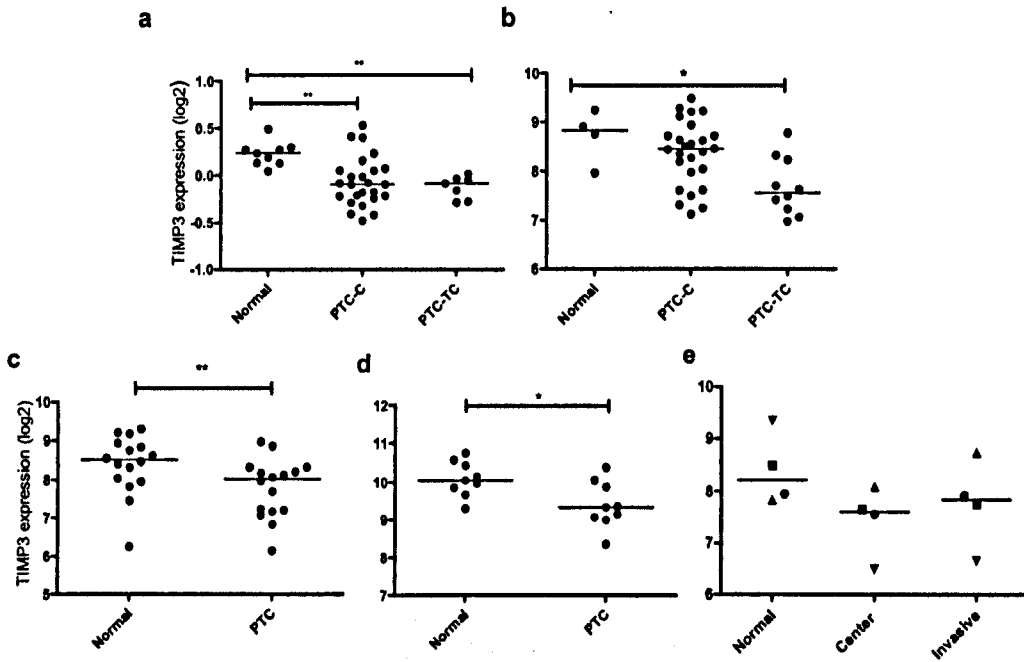 a
**
**
TIMP3 expression (log2)
1.0
0.5
0.0
-0.5
-1.0
Normal
PTC-C
PTC-TC
b
*
10
9
8
7
6
Normal
PTC-C
PTC-TC
c
**
TIMP3 expression (log2)
10
9
8
7
6
5
Normal
PTC
d
*
12
11
10
9
8
7
Normal
PTC
e
10
9
8
7
6
Normal
Center
Invasive